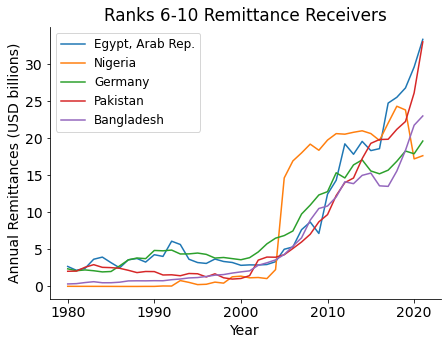 Ranks 6-10 Remittance Receivers
Annual Remittances (USD billions)
30
25
20
15
10
5
0
Egypt, Arab Rep.
Nigeria
Germany
Pakistan
Bangladesh
1980 1990 2000 2010 2020
Year